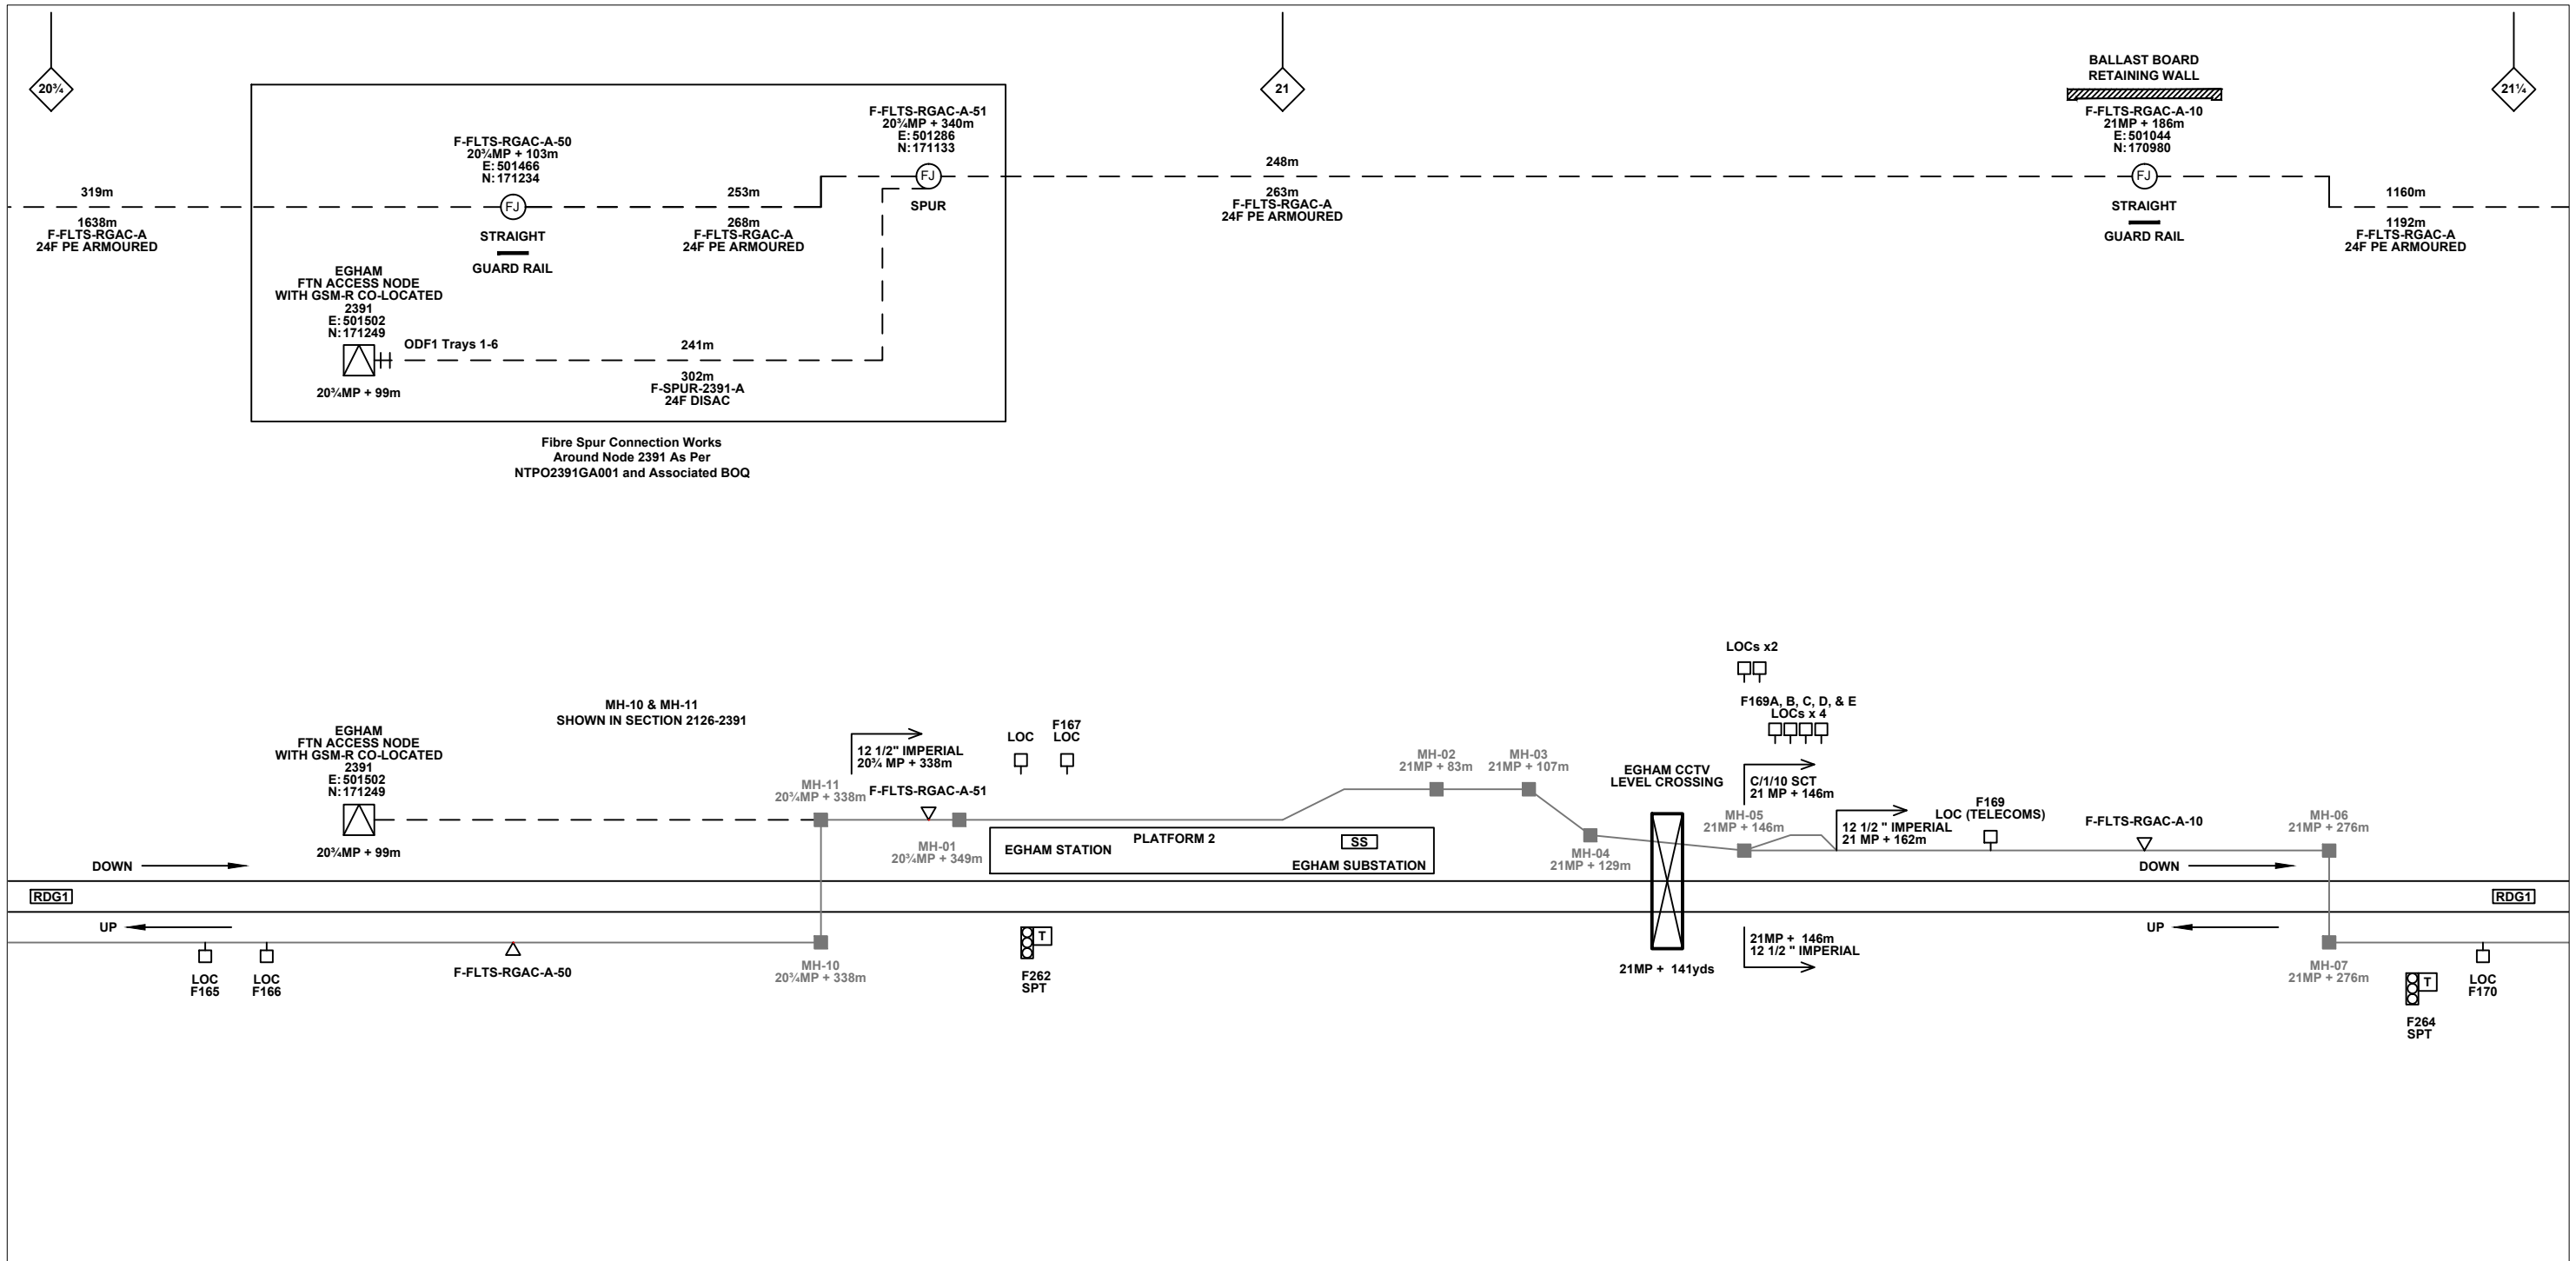 20¾
21
21¼
BALLAST BOARD
RETAINING WALL
F-FLTS-RGAC-A-50
20¾MP + 103m
E: 501466
N: 171234
FJ
STRAIGHT
GUARD RAIL
F-FLTS-RGAC-A-51
20¾MP + 340m
E: 501286
N: 171133
FJ
SPUR
F-FLTS-RGAC-A-10
21MP + 186m
E: 501044
N: 170980
FJ
STRAIGHT
GUARD RAIL
319m
1638m
F-FLTS-RGAC-A
24F PE ARMOURED
253m
268m
F-FLTS-RGAC-A
24F PE ARMOURED
248m
263m
F-FLTS-RGAC-A
24F PE ARMOURED
1160m
1192m
F-FLTS-RGAC-A
24F PE ARMOURED
EGHAM
FTN ACCESS NODE
WITH GSM-R CO-LOCATED
2391
E: 501502
N: 171249
ODF1 Trays 1-6
20¾MP + 99m
241m
302m
F-SPUR-2391-A
24F DISAC
Fibre Spur Connection Works
Around Node 2391 As Per
NTPO2391GA001 and Associated BOQ
LOCs x2
F169A, B, C, D, & E
LOCs x 4
MH-10 & MH-11
SHOWN IN SECTION 2126-2391
EGHAM
FTN ACCESS NODE
WITH GSM-R CO-LOCATED
2391
E: 501502
N: 171249
20¾MP + 99m
12 1/2" IMPERIAL
20¾ MP + 338m
LOC
F167
LOC
MH-11
20¾MP + 338m
F-FLTS-RGAC-A-51
MH-01
20¾MP + 349m
MH-02
21MP + 83m
MH-03
21MP + 107m
MH-04
21MP + 129m
EGHAM CCTV
LEVEL CROSSING
C/1/10 SCT
21 MP + 146m
MH-05
21MP + 146m
12 1/2 " IMPERIAL
21 MP + 162m
F169
LOC (TELECOMS)
F-FLTS-RGAC-A-10
MH-06
21MP + 276m
PLATFORM 2
EGHAM STATION
SS
EGHAM SUBSTATION
DOWN
DOWN
RDG1
RDG1
UP
UP
LOC
F165
LOC
F166
F-FLTS-RGAC-A-50
MH-10
20¾MP + 338m
T
F262
SPT
21MP + 141yds
21MP + 146m
12 1/2 " IMPERIAL
MH-07
21MP + 276m
T
F264
SPT
LOC
F170